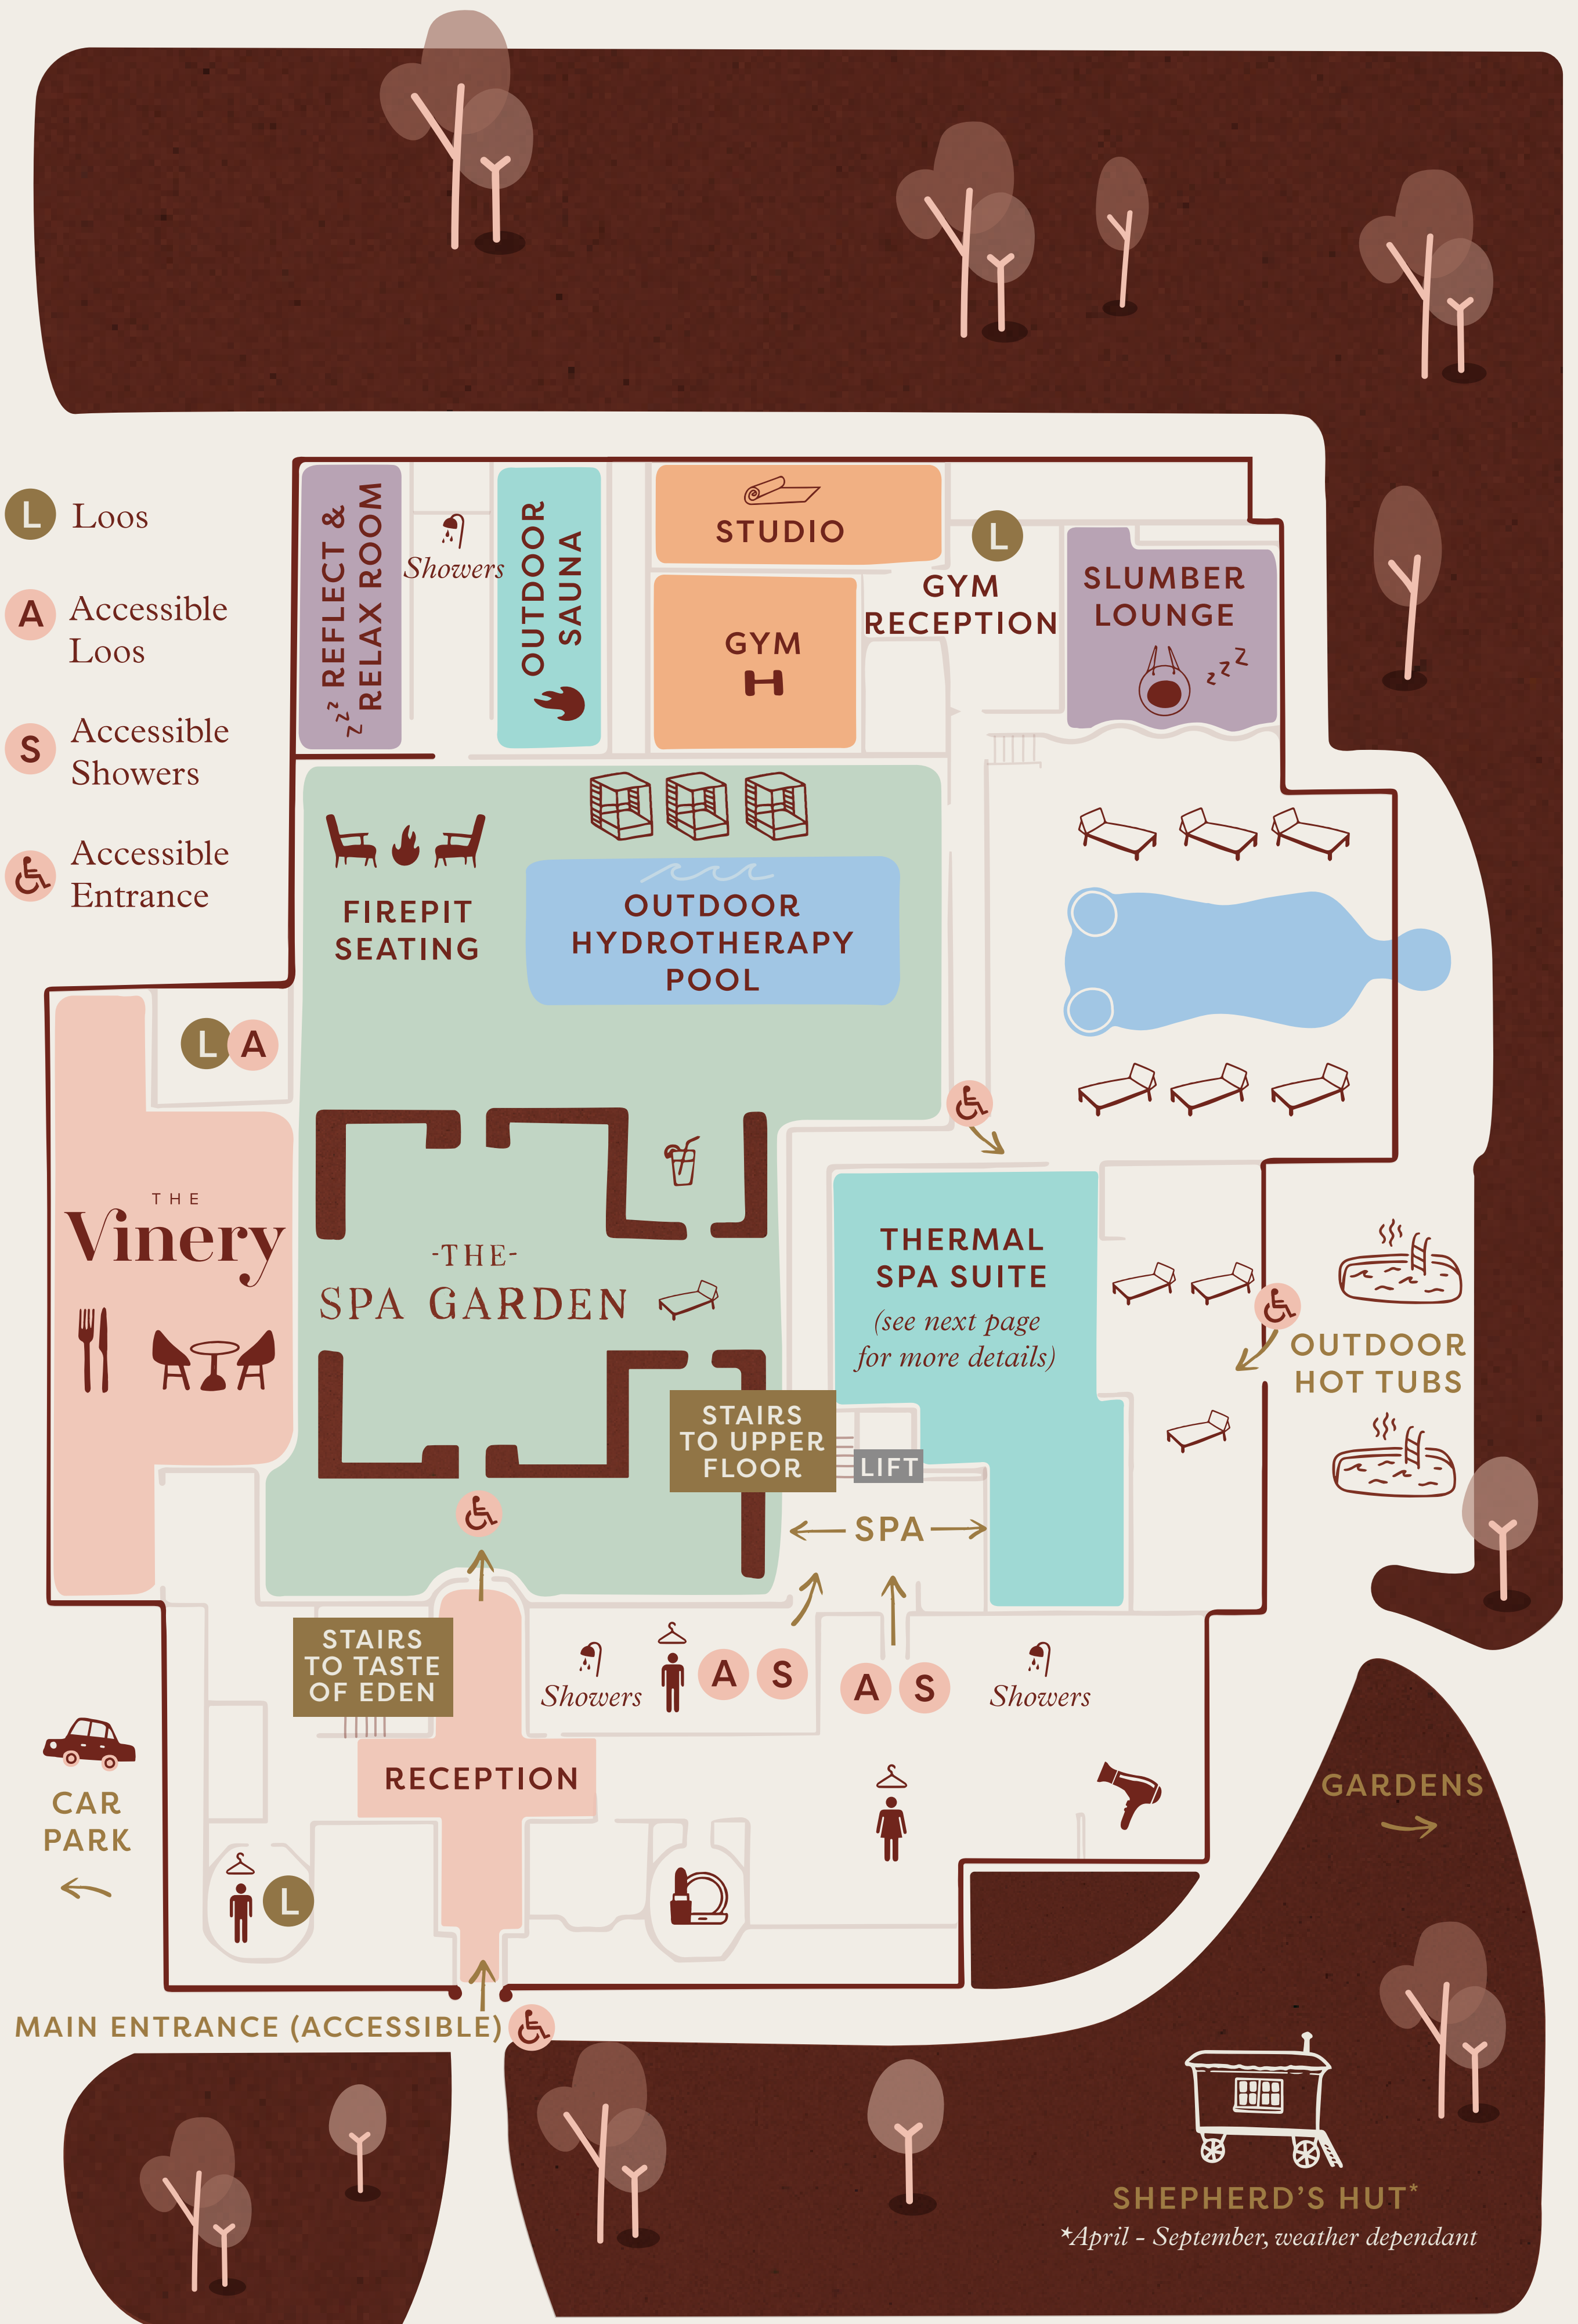 L Loos
A Accessible
Loos
S Accessible
Showers
Accessible
Entrance
zzz REFLECT &
RELAX ROOM
Showers
OUTDOOR
SAUNA
STUDIO
GYM
L
GYM
RECEPTION
SLUMBER
LOUNGE
z z z
FIREPIT
SEATING
OUTDOOR
HYDROTHERAPY
POOL
L A
THE
Vinery
-THE-
SPA GARDEN
THERMAL
SPA SUITE
(see next page
for more details)
OUTDOOR
HOT TUBS
STAIRS
TO UPPER
FLOOR
LIFT
SPA
STAIRS
TO TASTE
OF EDEN
Showers
A S
A S
Showers
RECEPTION
CAR
PARK
L
GARDENS
MAIN ENTRANCE (ACCESSIBLE)
SHEPHERD'S HUT*
*April - September, weather dependant